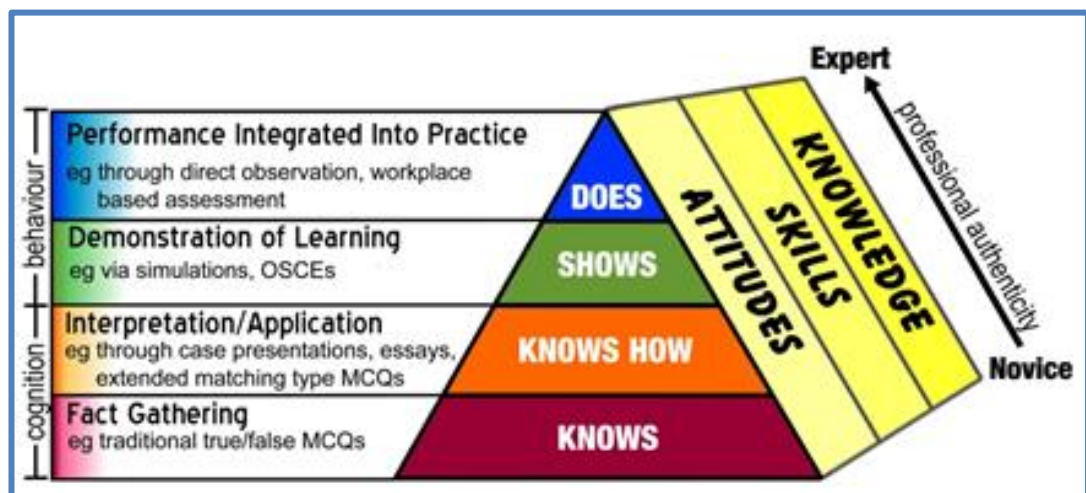 Performance Integrated Into Practice
eg through direct observation, workplace
based assessment
DOES
Demonstration of Learning
eg via simulations, OSCEs
SHOWS
Interpretation/Application
eg through case presentations, essays,
extended matching type MCQs
KNOWS HOW
Fact Gathering
eg traditional true/false MCQs
KNOWS
behaviour
cognition
ATTITUDES
SKILLS
KNOWLEDGE
Expert
professional authenticity
Novice